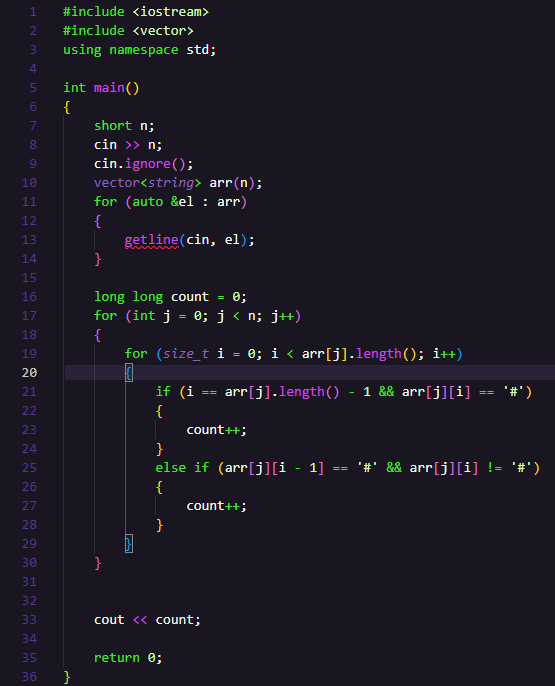 1 #include <iostream>
2 #include <vector>
3 using namespace std;
4
5 int main()
6 {
7     short n;
8     cin >> n;
9     cin.ignore();
10     vector<string> arr(n);
11     for (auto &el : arr)
12     {
13         getline(cin, el);
14     }
15
16     long long count = 0;
17     for (int j = 0; j < n; j++)
18     {
19         for (size_t i = 0; i < arr[j].length(); i++)
20         {
21             if (i == arr[j].length() - 1 && arr[j][i] == '#')
22             {
23                 count++;
24             }
25             else if (arr[j][i - 1] == '#' && arr[j][i] != '#')
26             {
27                 count++;
28             }
29         }
30     }
31
32
33     cout << count;
34
35     return 0;
36 }